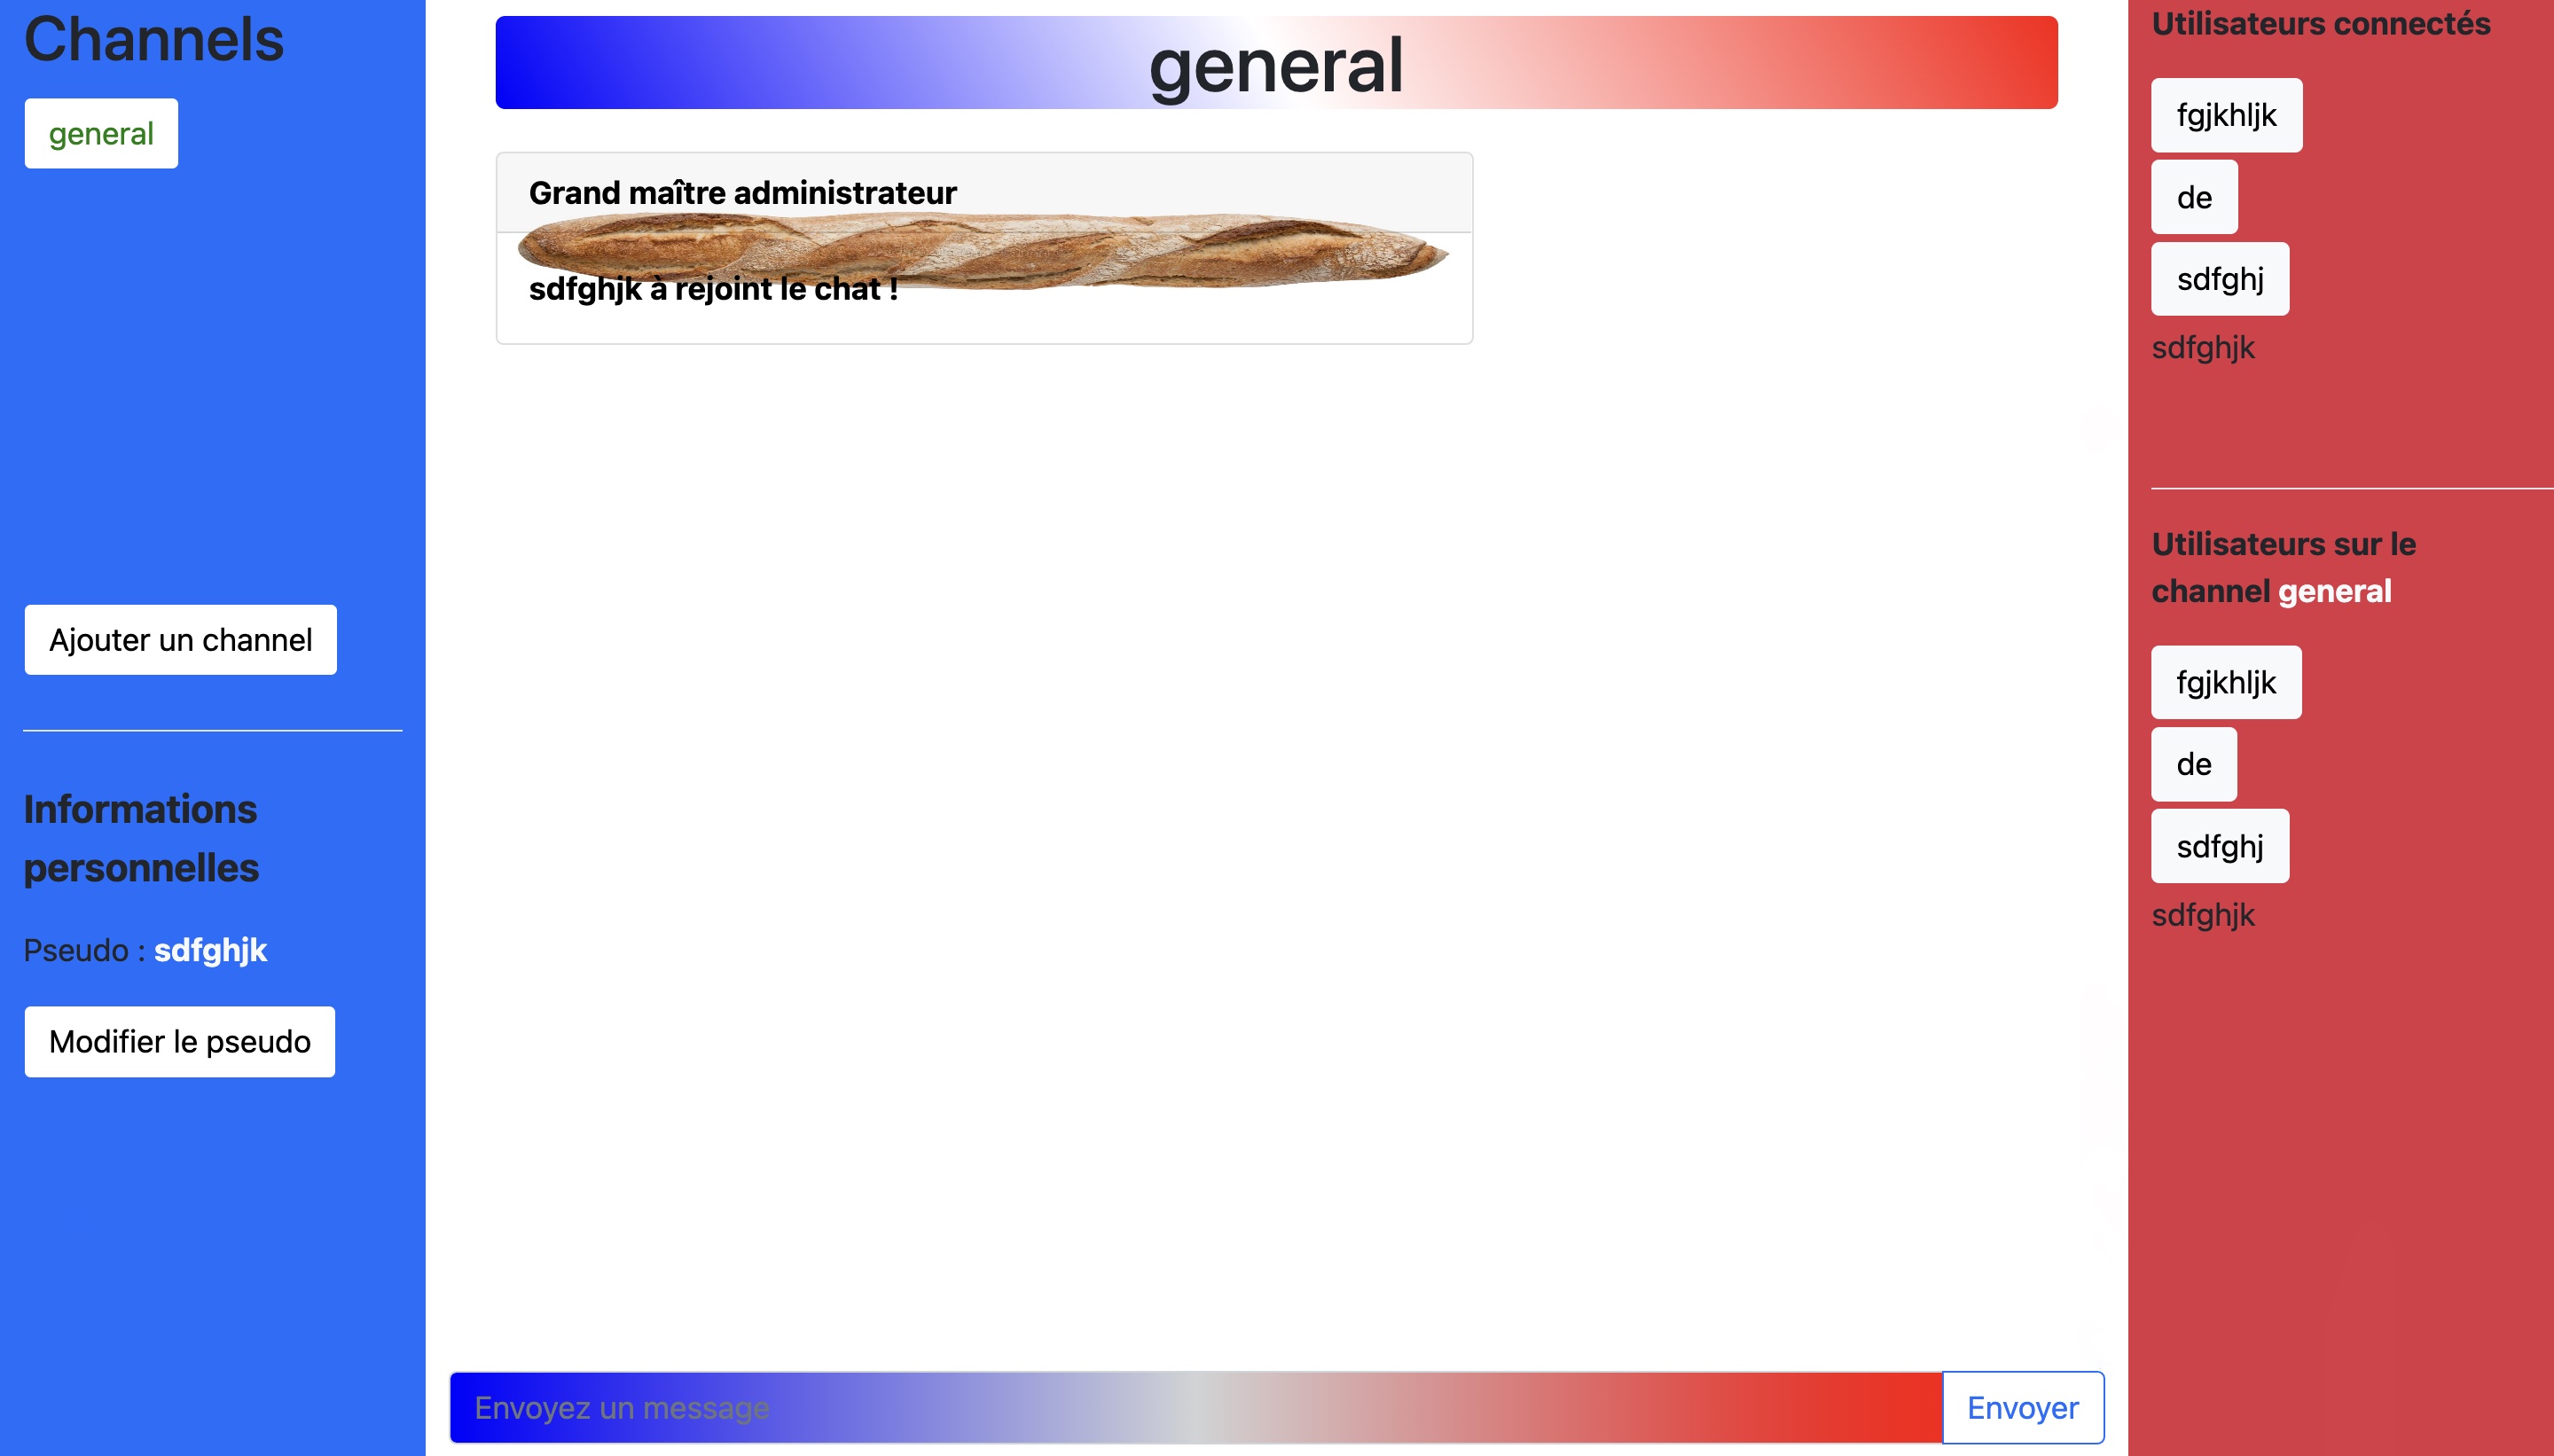 Channels
general
Ajouter un channel
Informations
personnelles
Pseudo : sdfghjk
Modifier le pseudo
general
Grand maître administrateur
sdfghjk à rejoint le chat !
Envoyez un message
Envoyer
Utilisateurs connectés
fgjkhljk
de
sdfghj
sdfghjk
Utilisateurs sur le
channel general
fgjkhljk
de
sdfghj
sdfghjk